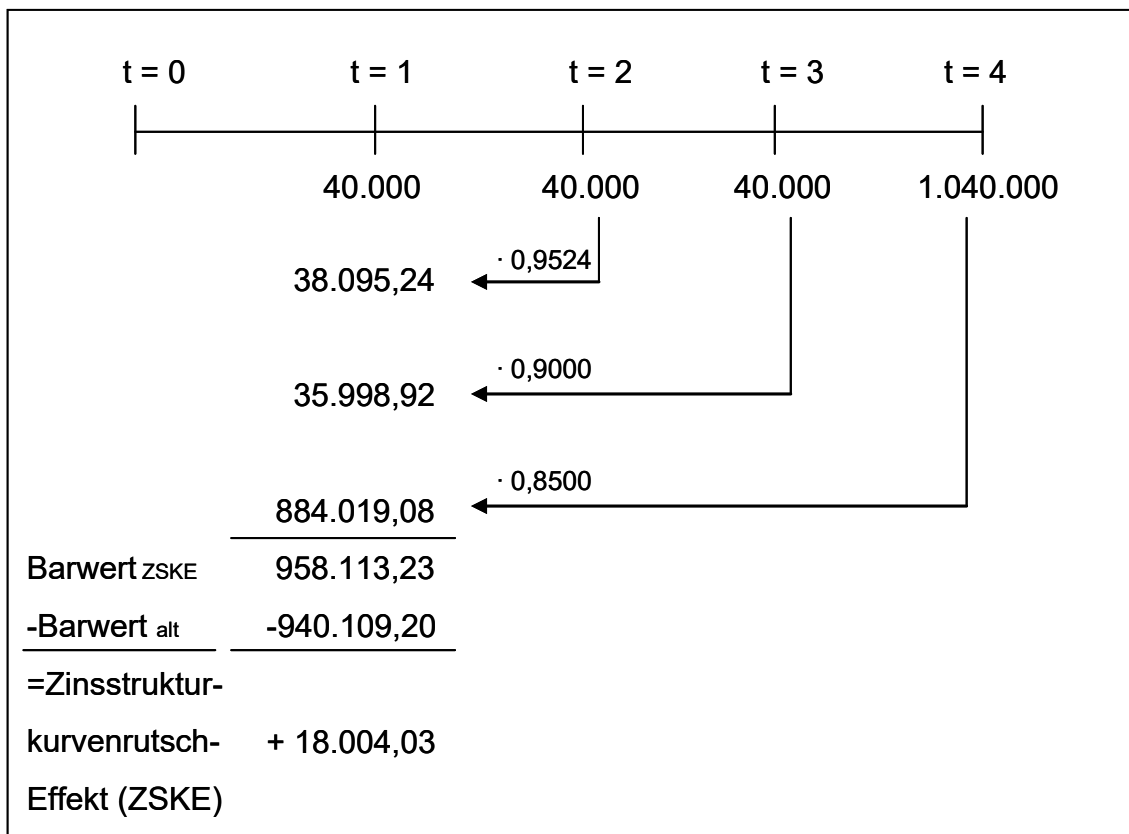 t = 0 t = 1 t = 2 t = 3 t = 4
40.000 40.000 40.000 1.040.000
· 0,9524
38.095,24
· 0,9000
35.998,92
· 0,8500
884.019,08
Barwert ZSKE 958.113,23
-Barwert alt -940.109,20
=Zinsstruktur-
kurvenrutsch- + 18.004,03
Effekt (ZSKE)